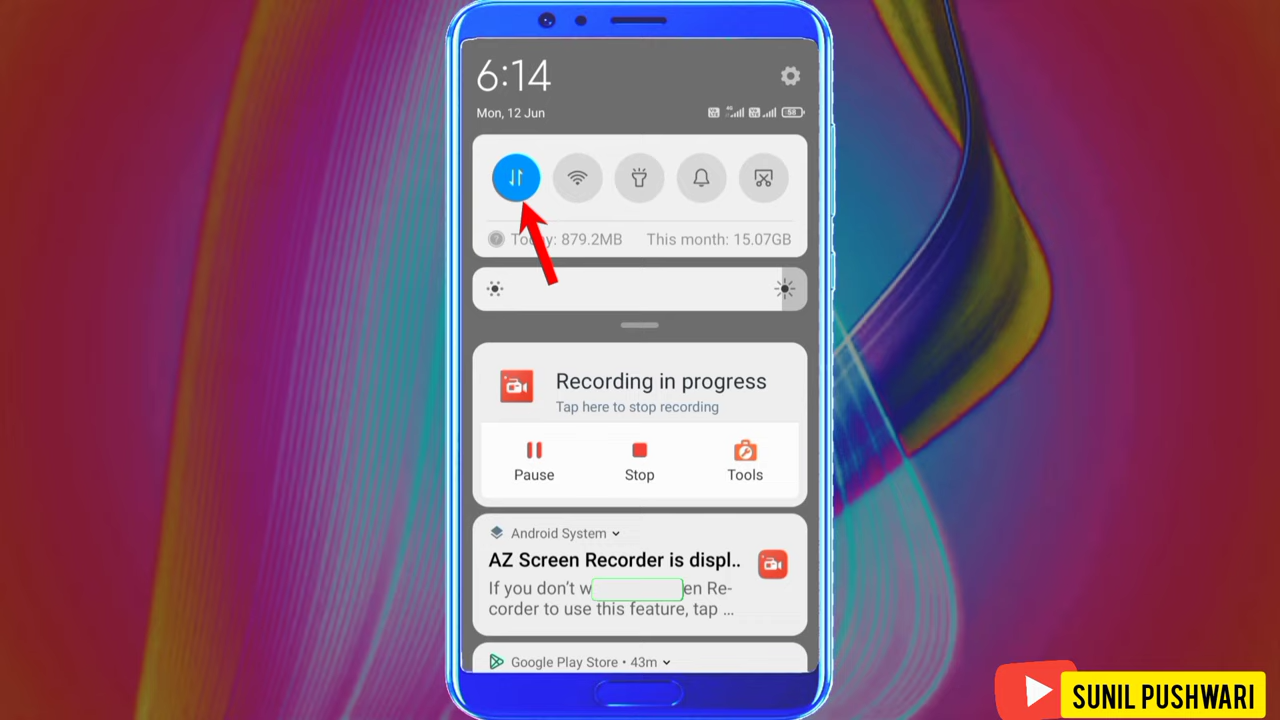 6:14
Mon, 12 Jun
58
Today: 879.2MB This month: 15.07GB
Recording in progress
Tap here to stop recording
Pause Stop Tools
Android System
AZ Screen Recorder is displ..
If you don't w en Re-
corder to use this feature, tap ...
Google Play Store • 43m
SUNIL PUSHWARI